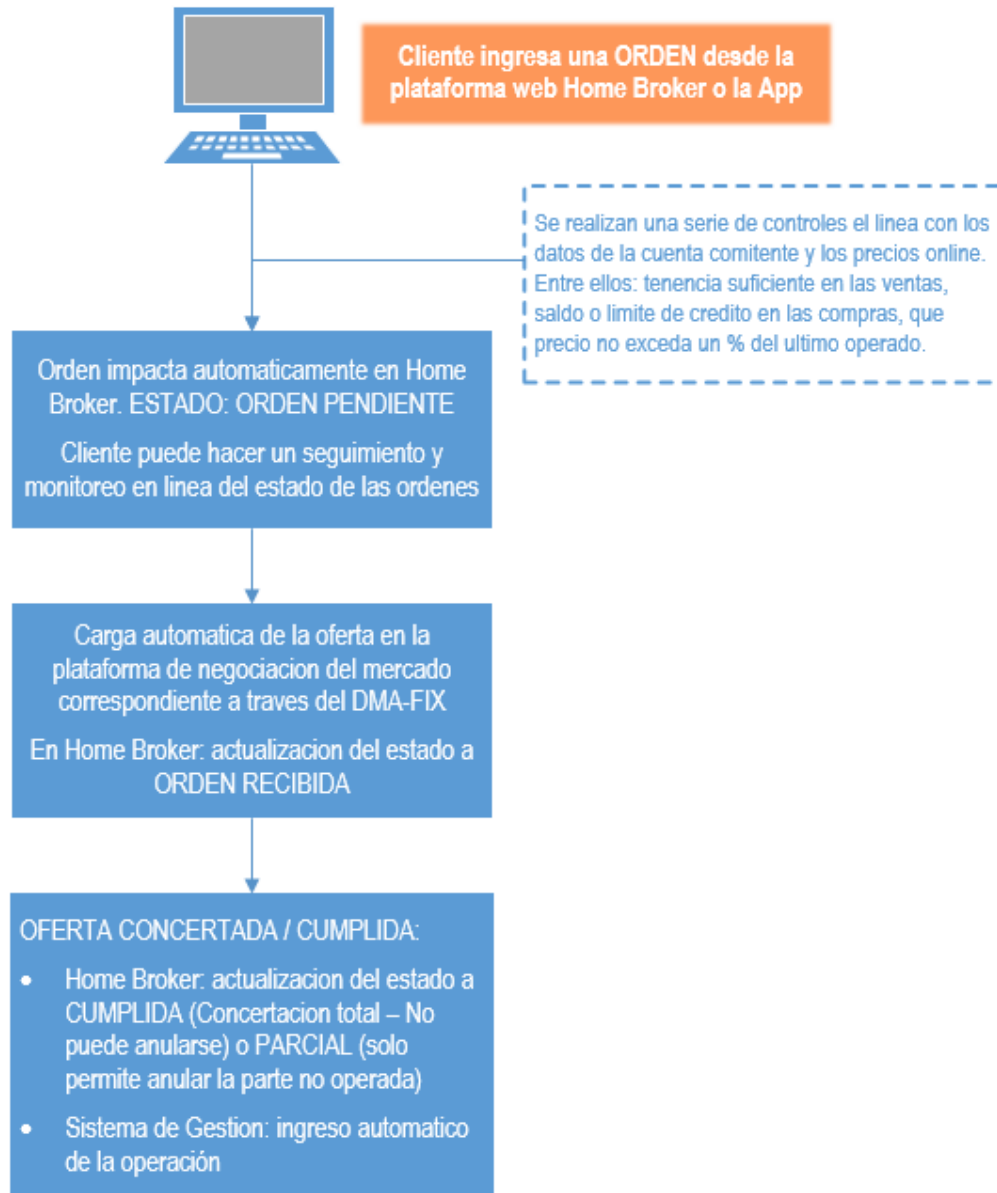 Cliente ingresa una ORDEN desde la
plataforma web Home Broker o la App
Se realizan una serie de controles el linea con los
datos de la cuenta comitente y los precios online.
Entre ellos: tenencia suficiente en las ventas,
saldo o limite de credito en las compras, que
precio no exceda un % del ultimo operado.
Orden impacta automaticamente en Home
Broker. ESTADO: ORDEN PENDIENTE
Cliente puede hacer un seguimiento y
monitoreo en linea del estado de las ordenes
Carga automatica de la oferta en la
plataforma de negociacion del mercado
correspondiente a traves del DMA-FIX
En Home Broker: actualizacion del estado a
ORDEN RECIBIDA
OFERTA CONCERTADA / CUMPLIDA:
• Home Broker: actualizacion del estado a
CUMPLIDA (Concertacion total – No
puede anularse) o PARCIAL (solo
permite anular la parte no operada)
• Sistema de Gestion: ingreso automatico
de la operación